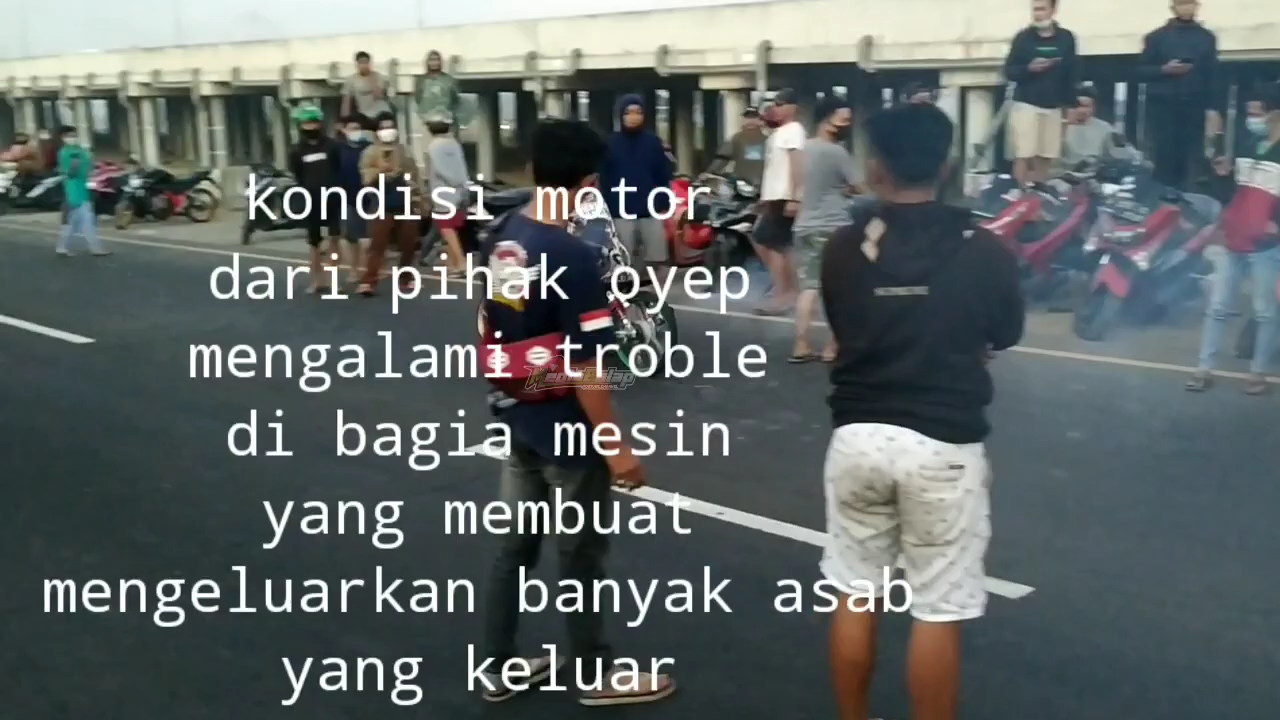 kondisi motor
dari pihak oyep
mengalami troble
di bagia mesin
yang membuat
mengeluarkan banyak asab
yang keluar